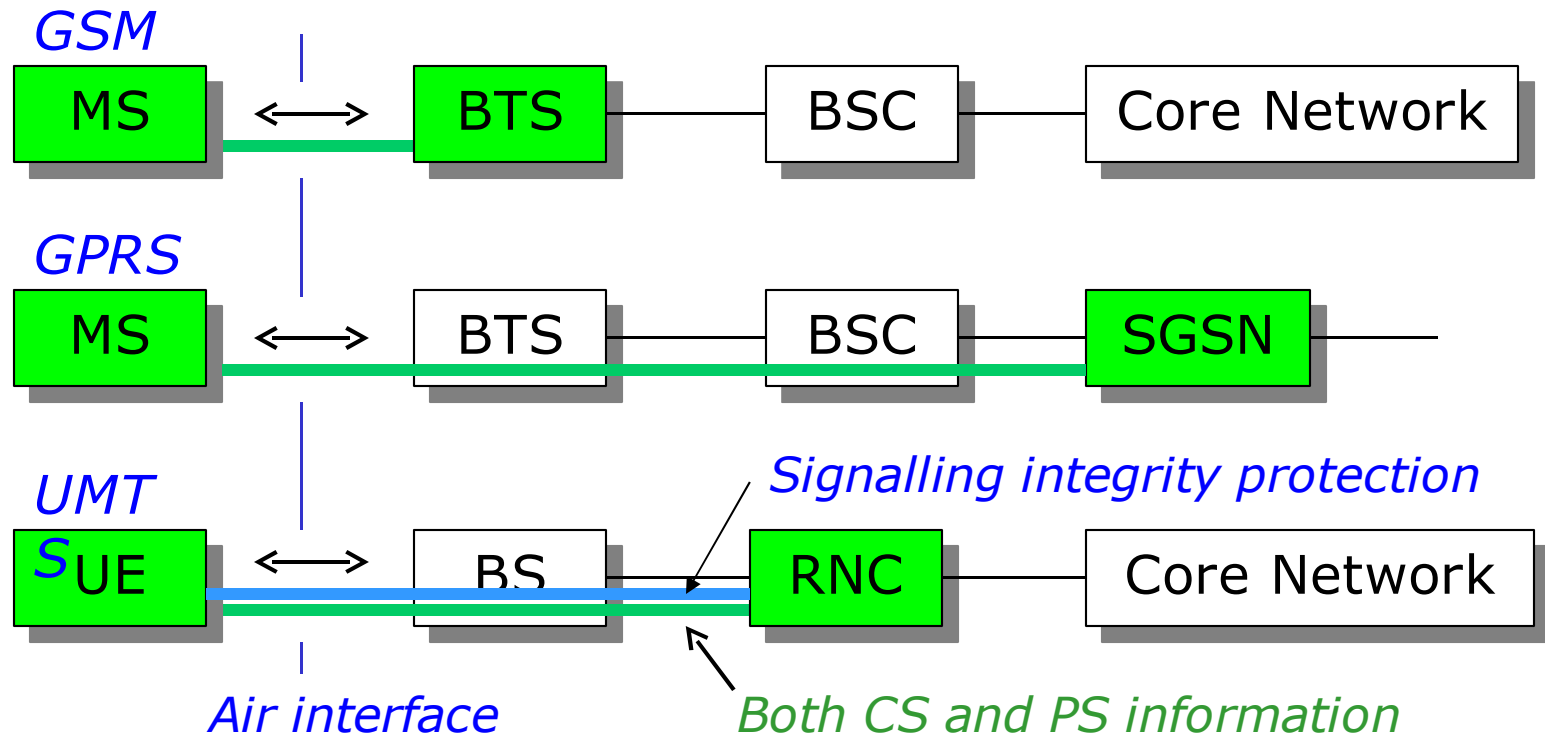 GSM
MS BTS BSC Core Network
GPRS
MS BTS BSC SGSN
Signalling integrity protection
UMT
S UE BS RNC Core Network
Air interface Both CS and PS information